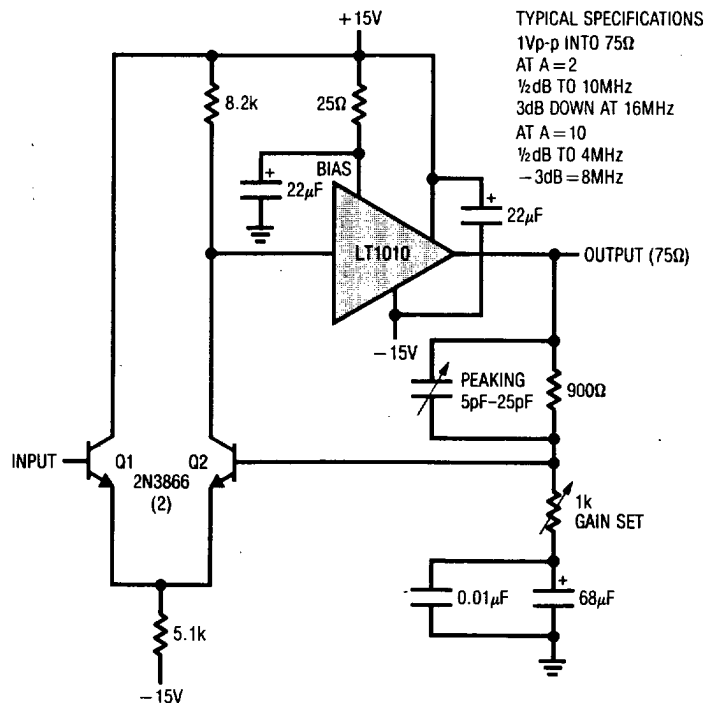 +15V
TYPICAL SPECIFICATIONS
1Vp-p INTO 75Ω
AT A=2
½dB TO 10MHz
3dB DOWN AT 16MHz
AT A=10
½dB TO 4MHz
−3dB=8MHz
8.2k
25Ω
BIAS
+
22µF
+
22µF
LT1010
OUTPUT (75Ω)
−15V
PEAKING
5pF–25pF
900Ω
INPUT
Q1
Q2
2N3866
(2)
1k
GAIN SET
0.01µF
+
68µF
5.1k
−15V